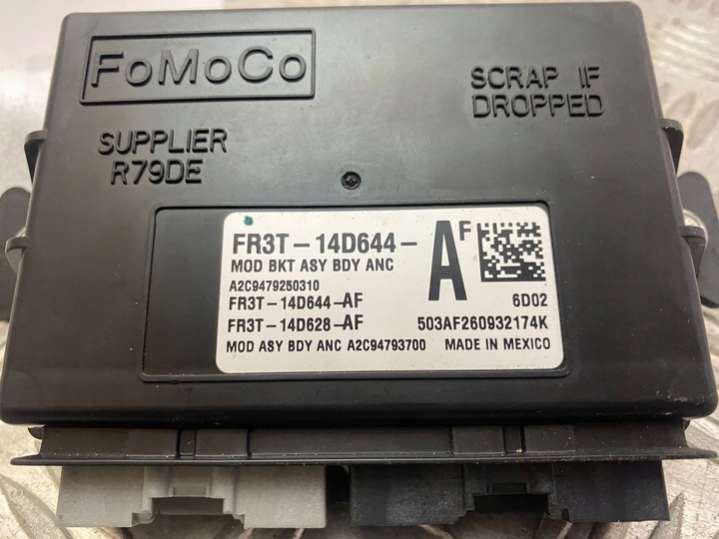 FoMoCo
SCRAP IF
DROPPED
SUPPLIER
R79DE
FR3T-14D644- AF
MOD BKT ASY BDY ANC
A2C9479250310
FR3T-14D644-AF 6D02
FR3T-14D628-AF 503AF260932174K
MOD ASY BDY ANC A2C94793700 MADE IN MEXICO